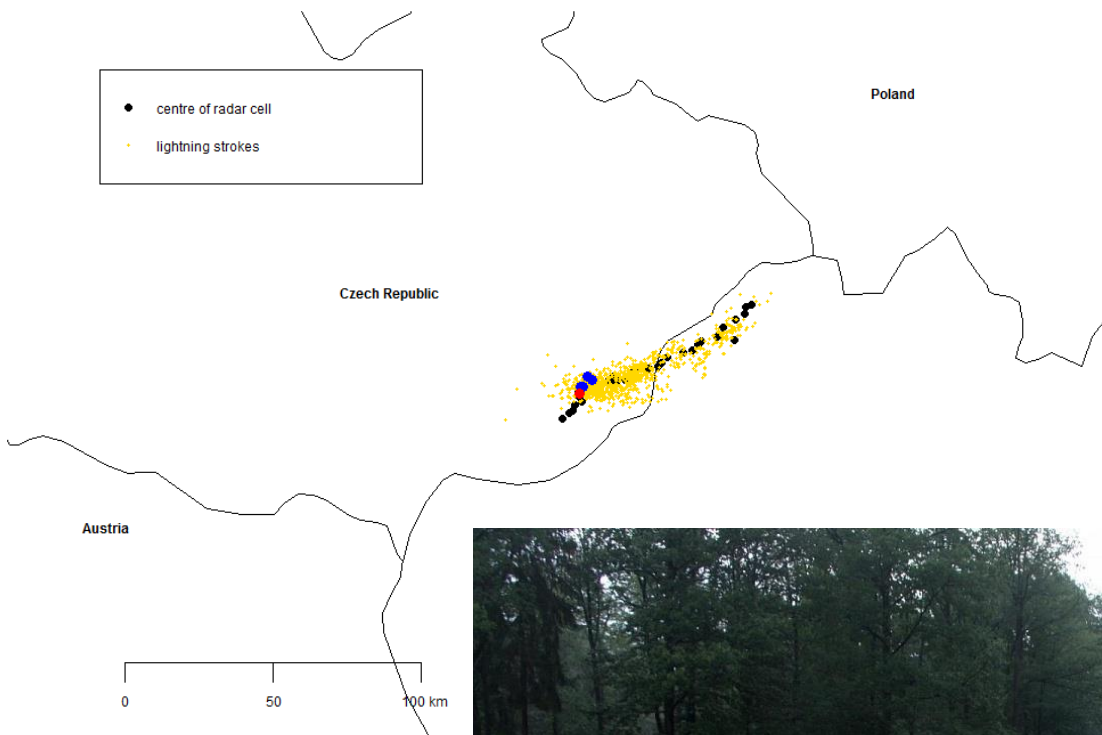 Poland
centre of radar cell
lightning strokes
Czech Republic
Austria
0 50 100 km